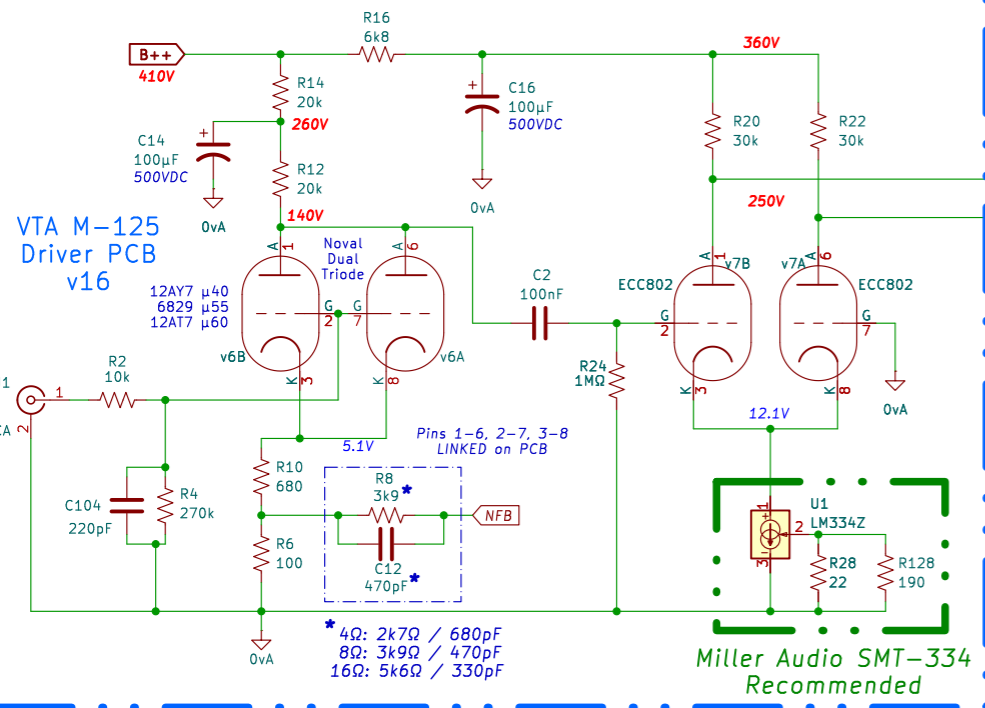 R16
6k8
B++
410V
360V
R14
20k
260V
C14
100µF
500VDC
0vA
R12
20k
140V
C16
100µF
500VDC
0vA
R20
30k
R22
30k
250V
VTA M-125
Driver PCB
v16
Noval
Dual
Triode
12AY7 µ40
6829 µ55
12AT7 µ60
A
1
A
6
G
2
G
7
K
3
K
8
v6B
v6A
C2
100nF
ECC802
v7B
v7A
ECC802
A
1
A
6
G
2
G
7
K
3
K
8
0vA
R24
1MΩ
12.1V
1
1
2
R2
10k
C104
220pF
R4
270k
5.1V
Pins 1-6, 2-7, 3-8
LINKED on PCB
R10
680
R8
3k9 *
NFB
R6
100
C12
470pF *
0vA
* 4Ω: 2k7Ω / 680pF
8Ω: 3k9Ω / 470pF
16Ω: 5k6Ω / 330pF
U1
LM334Z
1
+
2
-
3
R28
22
R128
190
Miller Audio SMT-334
Recommended